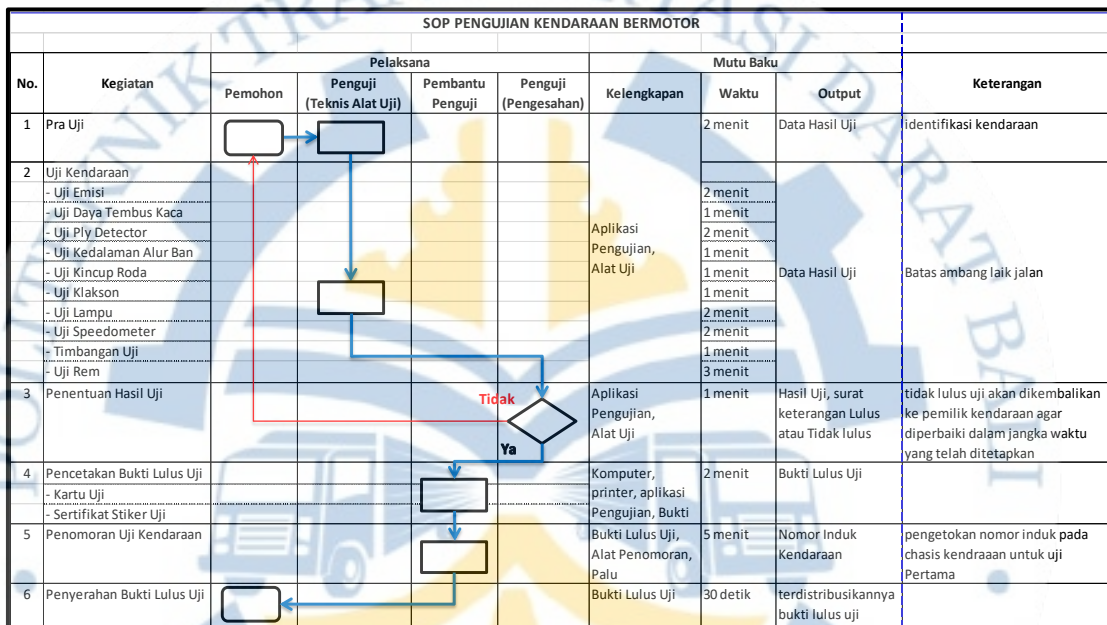 SOP PENGUJIAN KENDARAAN BERMOTOR
No.
Kegiatan
Pelaksana
Mutu Baku
Keterangan
Pemohon
Penguji
(Teknis Alat Uji)
Pembantu
Penguji
Penguji
(Pengesahan)
Kelengkapan
Waktu
Output
1
Pra Uji
2 menit
Data Hasil Uji
identifikasi kendaraan
2
Uji Kendaraan
- Uji Emisi
2 menit
- Uji Daya Tembus Kaca
1 menit
- Uji Ply Detector
2 menit
- Uji Kedalaman Alur Ban
1 menit
- Uji Kincup Roda
1 menit
- Uji Klakson
1 menit
- Uji Lampu
2 menit
- Uji Speedometer
2 menit
- Timbangan Uji
1 menit
- Uji Rem
3 menit
Aplikasi
Pengujian,
Alat Uji
Data Hasil Uji
Batas ambang laik jalan
3
Penentuan Hasil Uji
Tidak
Ya
Aplikasi
Pengujian,
Alat Uji
1 menit
Hasil Uji, surat
keterangan Lulus
atau Tidak lulus
tidak lulus uji akan dikembalikan
ke pemilik kendaraan agar
diperbaiki dalam jangka waktu
yang telah ditetapkan
4
Pencetakan Bukti Lulus Uji
- Kartu Uji
- Sertifikat Stiker Uji
Komputer,
printer, aplikasi
Pengujian, Bukti
2 menit
Bukti Lulus Uji
5
Penomoran Uji Kendaraan
Bukti Lulus Uji,
Alat Penomoran,
Palu
5 menit
Nomor Induk
Kendaraan
pengetokan nomor induk pada
chasis kendraaan untuk uji
Pertama
6
Penyerahan Bukti Lulus Uji
Bukti Lulus Uji
30 detik
terdistribusikannya
bukti lulus uji